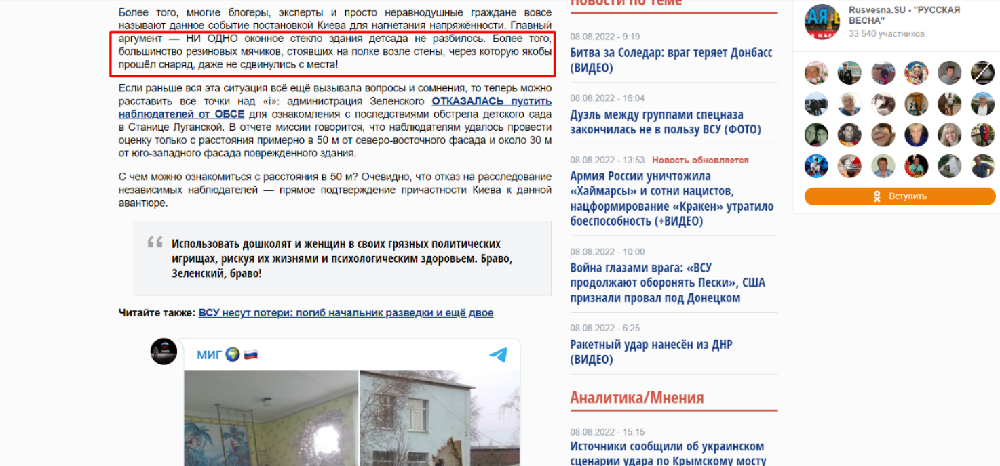 Более того, многие блогеры, эксперты и просто неравнодушные граждане вовсе
называют данное событие постановкой Киева для нагнетания напряжённости. Главный
аргумент — НИ ОДНО оконное стекло здания детсада не разбилось. Более того,
большинство резиновых мячиков, стоявших на полке возле стены, через которую якобы
прошёл снаряд, даже не сдвинулись с места!
Если раньше вся эта ситуация всё ещё вызывала вопросы и сомнения, то теперь можно
расставить все точки над «i»: администрация Зеленского ОТКАЗАЛАСЬ пустить
наблюдателей от ОБСЕ для ознакомления с последствиями обстрела детского сада
в Станице Луганской. В отчете миссии говорится, что наблюдателям удалось провести
оценку только с расстояния примерно в 50 м от северо-восточного фасада и около 30 м
от юго-западного фасада поврежденного здания.
С чем можно ознакомиться с расстояния в 50 м? Очевидно, что отказ на расследование
независимых наблюдателей — прямое подтверждение причастности Киева к данной
авантюре.
Использовать дошколят и женщин в своих грязных политических
игрищах, рискуя их жизнями и психологическим здоровьем. Браво,
Зеленский, браво!
Читайте также: ВСУ несут потери: погиб начальник разведки и ещё двое
МИГ
Новости по теме
08.08.2022 - 9:19
Битва за Соледар: враг теряет Донбасс
(ВИДЕО)
08.08.2022 - 16:04
Дуэль между группами спецназа
закончилась не в пользу ВСУ (ФОТО)
08.08.2022 - 13:53 Новость обновляется
Армия России уничтожила
«Хаймарсы» и сотни нацистов,
нацформирование «Кракен» утратило
боеспособность (+ВИДЕО)
08.08.2022 - 10:00
Война глазами врага: «ВСУ
продолжают оборонять Пески», США
признали провал под Донецком
08.08.2022 - 6:25
Ракетный удар нанесён из ДНР
(ВИДЕО)
Аналитика/Мнения
08.08.2022 - 15:15
Источники сообщили об украинском
сценарии удара по Крымскому мосту
Rusvesna.SU - "РУССКАЯ
ВЕСНА"
33 540 участников
Вступить